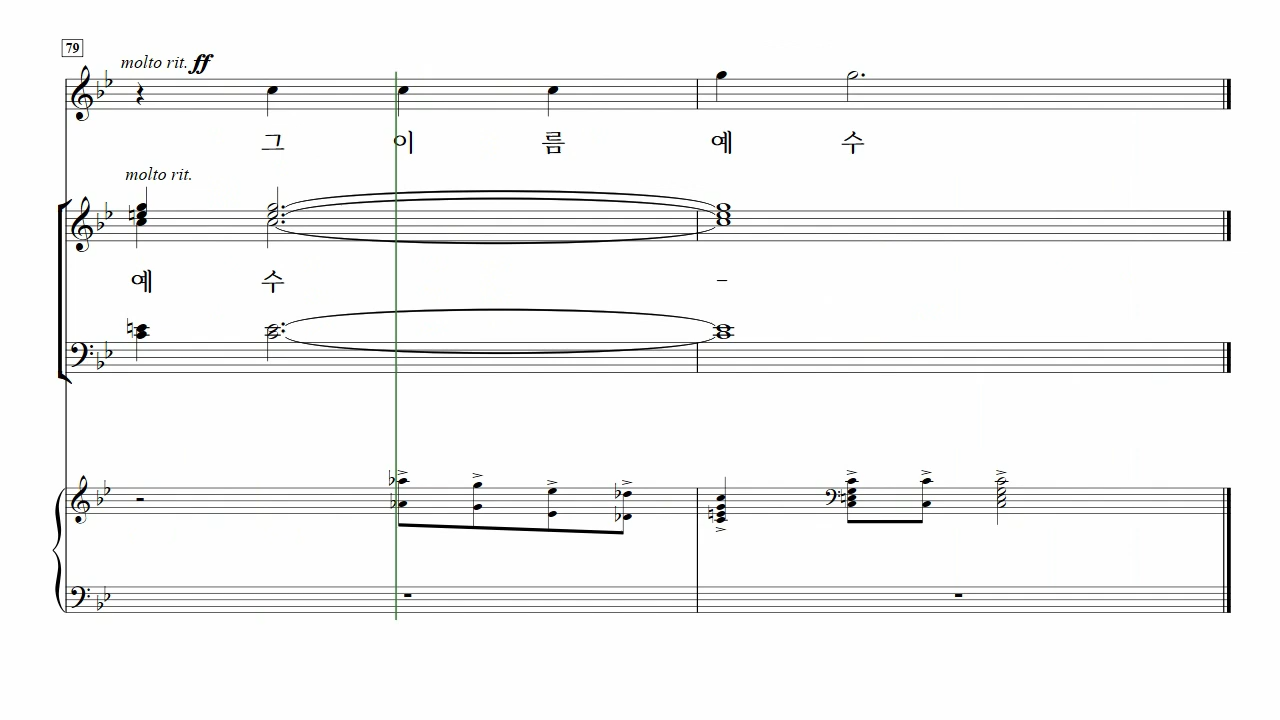 79
molto rit. ff
그 이 름 예 수
molto rit.
예 수 -